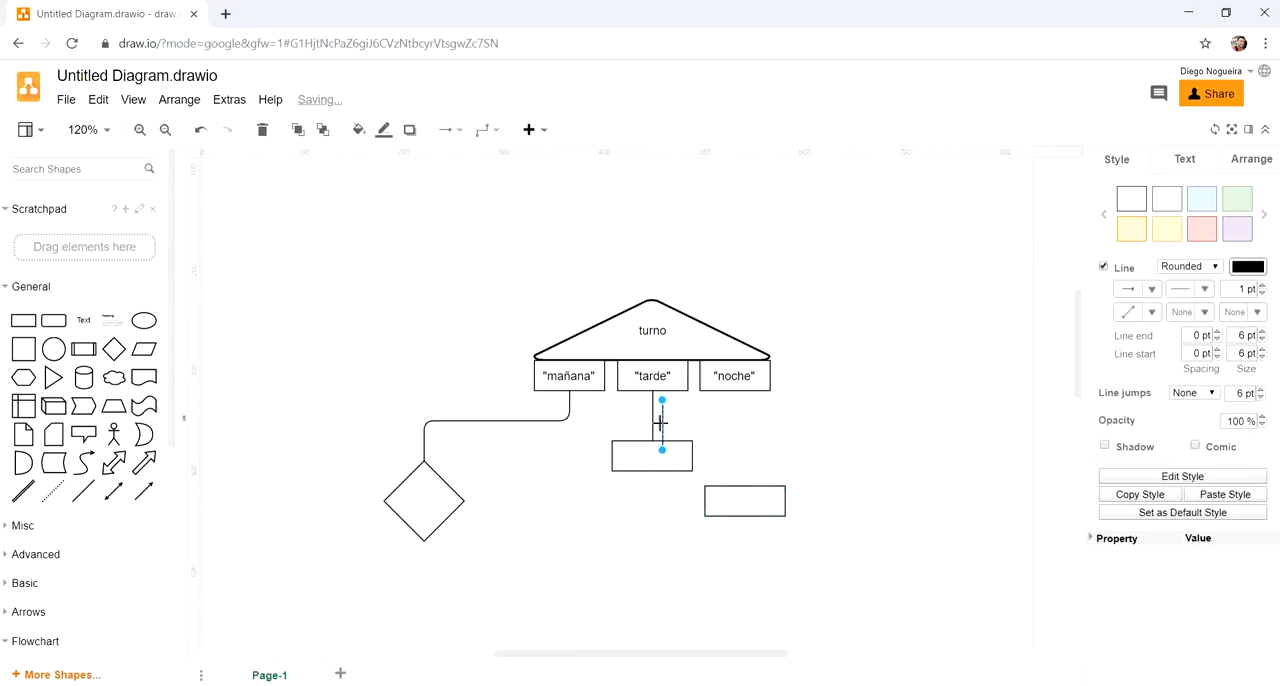 Untitled Diagram.drawio - draw.
draw.io/?mode=google&gfw=1#G1HjtNcPaZ6giJ6CVzNtbcyrVtsgwZc7SN
Untitled Diagram.drawio
Diego Nogueira
File Edit View Arrange Extras Help Saving...
Share
120%
Search Shapes
Style Text Arrange
Scratchpad ?
Drag elements here
General
Text
Heading
Line Rounded
1 pt
None None
Line end 0 pt 6 pt
Line start 0 pt 6 pt
Spacing Size
Line jumps None 6 pt
Opacity 100 %
Shadow Comic
Edit Style
Copy Style Paste Style
Set as Default Style
Property Value
turno
"mañana" "tarde" "noche"
Misc
Advanced
Basic
Arrows
Flowchart
+ More Shapes...
Page-1